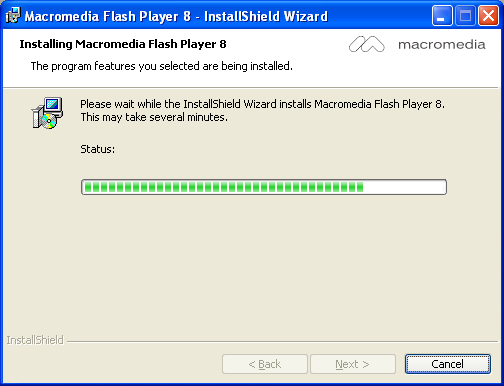 Macromedia Flash Player 8 - InstallShield Wizard
Installing Macromedia Flash Player 8
macromedia
The program features you selected are being installed.
Please wait while the InstallShield Wizard installs Macromedia Flash Player 8.
This may take several minutes.
Status:
InstallShield
< Back
Next >
Cancel